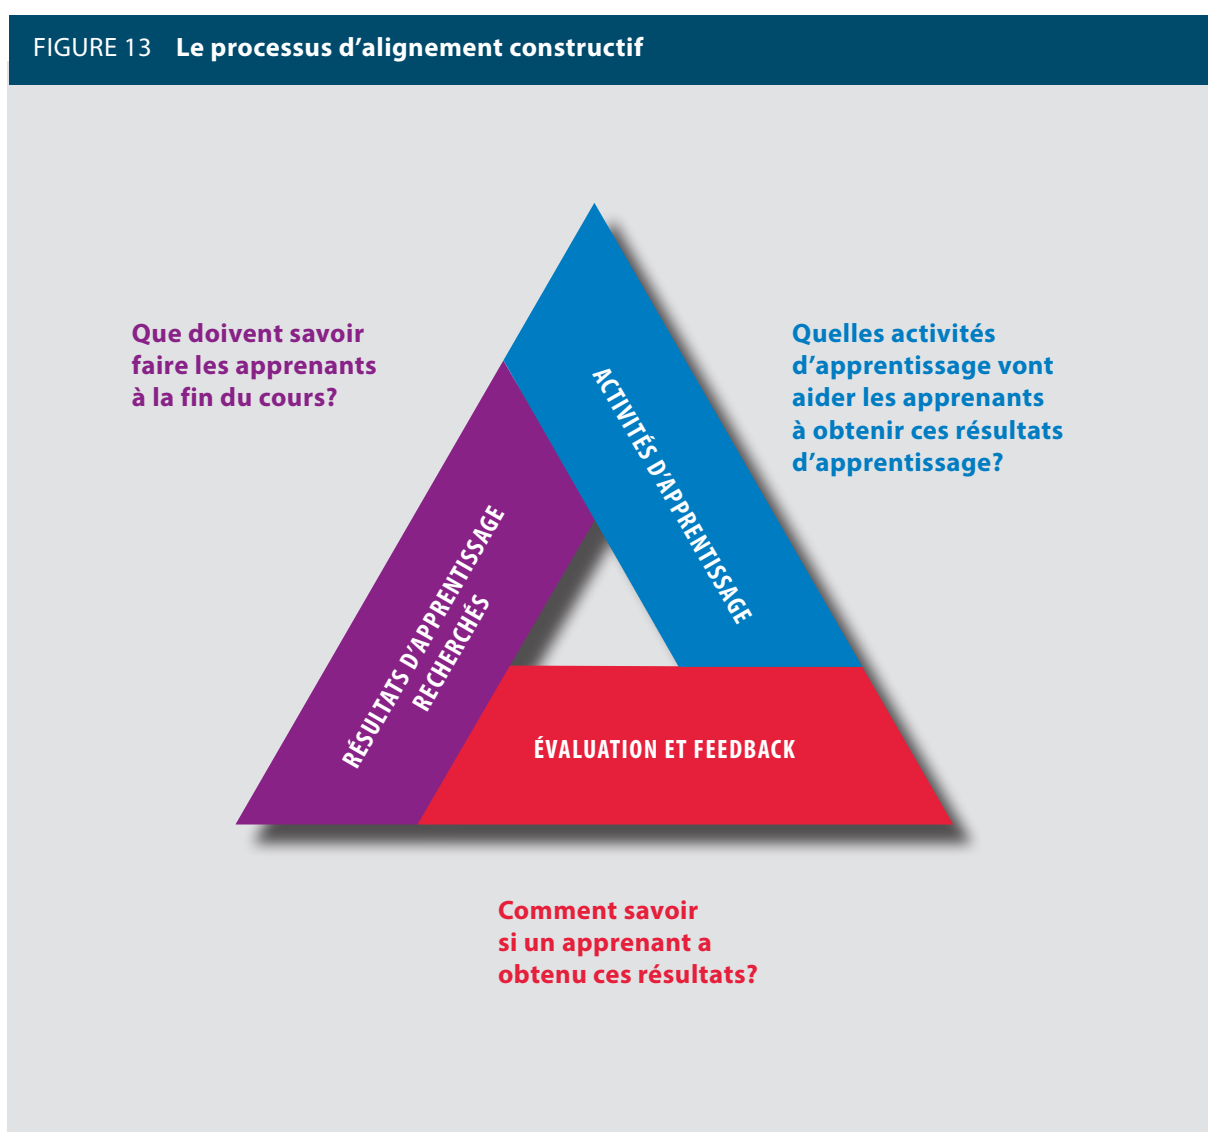 FIGURE 13 Le processus d’alignement constructif
Que doivent savoir
faire les apprenants
à la fin du cours?
Quelles activités
d’apprentissage vont
aider les apprenants
à obtenir ces résultats
d’apprentissage?
ACTIVITÉS D’APPRENTISSAGE
RÉSULTATS D’APPRENTISSAGE
RECHERCHÉS
ÉVALUATION ET FEEDBACK
Comment savoir
si un apprenant a
obtenu ces résultats?